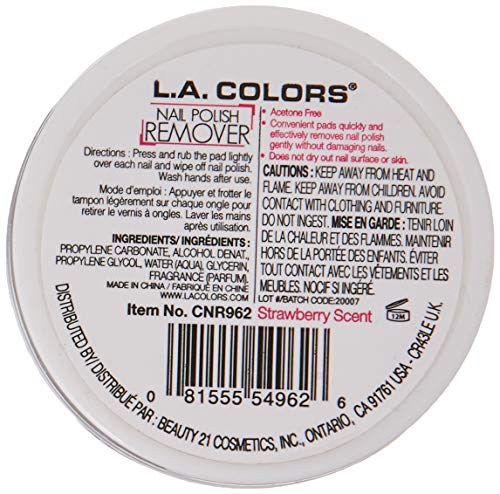 L.A. COLORS®
NAIL POLISH
REMOVER
Directions : Press and rub the pad lightly
over each nail and wipe off nail polish.
Wash hands after use.
Mode d'emploi : Appuyer et frotter le
tampon légèrement sur chaque ongle pour
retirer le vernis à ongles. Laver les mains
après utilisation.
INGREDIENTS/ INGRÉDIENTS :
PROPYLENE CARBONATE, ALCOHOL DENAT.,
PROPYLENE GLYCOL, WATER (AQUA), GLYCERIN,
FRAGRANCE (PARFUM).
MADE IN CHINA / FABRIQUÉ EN CHINE
WWW.LACOLORS.COM
• Acetone Free
• Convenient pads quickly and
effectively removes nail polish
gently without damaging nails.
• Does not dry out nail surface or skin.
CAUTIONS : KEEP AWAY FROM HEAT AND
FLAME. KEEP AWAY FROM CHILDREN. AVOID
CONTACT WITH CLOTHING AND FURNITURE.
DO NOT INGEST. MISE EN GARDE : TENIR LOIN
DE LA CHALEUR ET DES FLAMMES. MAINTENIR
HORS DE LA PORTÉE DES ENFANTS. ÉVITER
TOUT CONTACT AVEC LES VÊTEMENTS ET LES
MEUBLES. NOCIF SI INGÉRÉ.
LOT #/BATCH CODE:20007
Item No. CNR962 Strawberry Scent
12M
0 81555 54962 6
DISTRIBUTED BY/DISTRIBUÉ PAR : BEAUTY 21 COSMETICS, INC., ONTARIO, CA 91761 USA - CR43LE U.K.